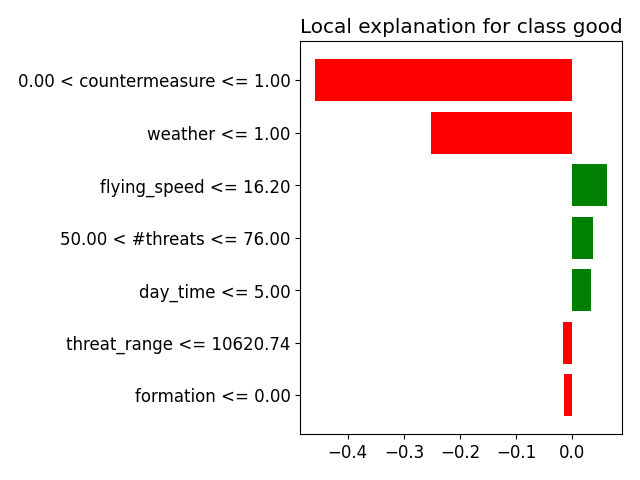 Local explanation for class good
0.00 < countermeasure <= 1.00
weather <= 1.00
flying_speed <= 16.20
50.00 < #threats <= 76.00
day_time <= 5.00
threat_range <= 10620.74
formation <= 0.00
−0.4 −0.3 −0.2 −0.1 0.0